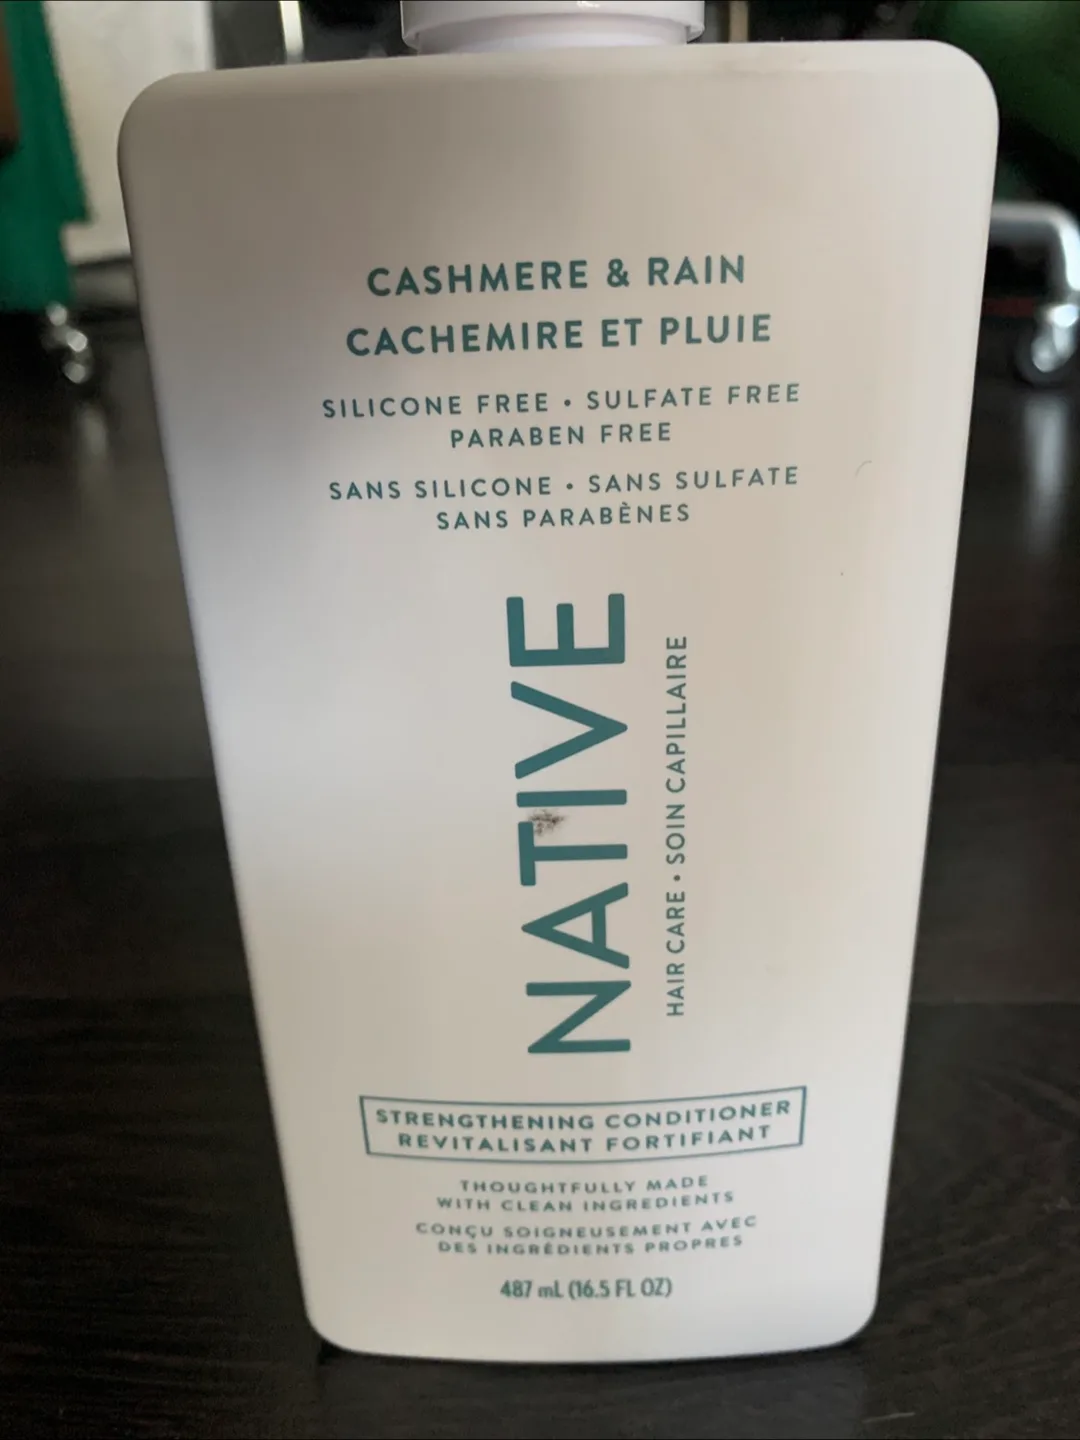 CASHMERE & RAIN
CACHEMIRE ET PLUIE
SILICONE FREE • SULFATE FREE
PARABEN FREE
SANS SILICONE • SANS SULFATE
SANS PARABÈNES
NATIVE
HAIR CARE • SOIN CAPILLAIRE
STRENGTHENING CONDITIONER
REVITALISANT FORTIFIANT
THOUGHTFULLY MADE
WITH CLEAN INGREDIENTS
CONÇU SOIGNEUSEMENT AVEC
DES INGRÉDIENTS PROPRES
487 mL (16.5 FL OZ)